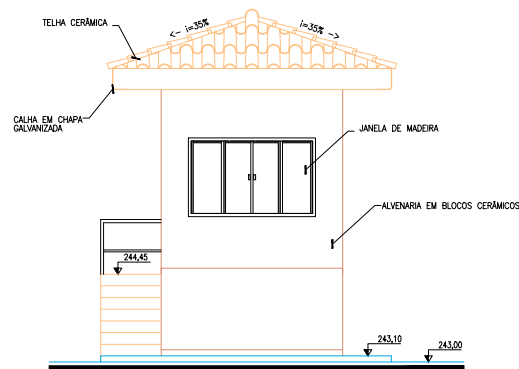 TELHA CERÂMICA
i=35%
i=35%
CALHA EM CHAPA
GALVANIZADA
JANELA DE MADEIRA
ALVENARIA EM BLOCOS CERÂMICOS
244,45
243,10
243,00